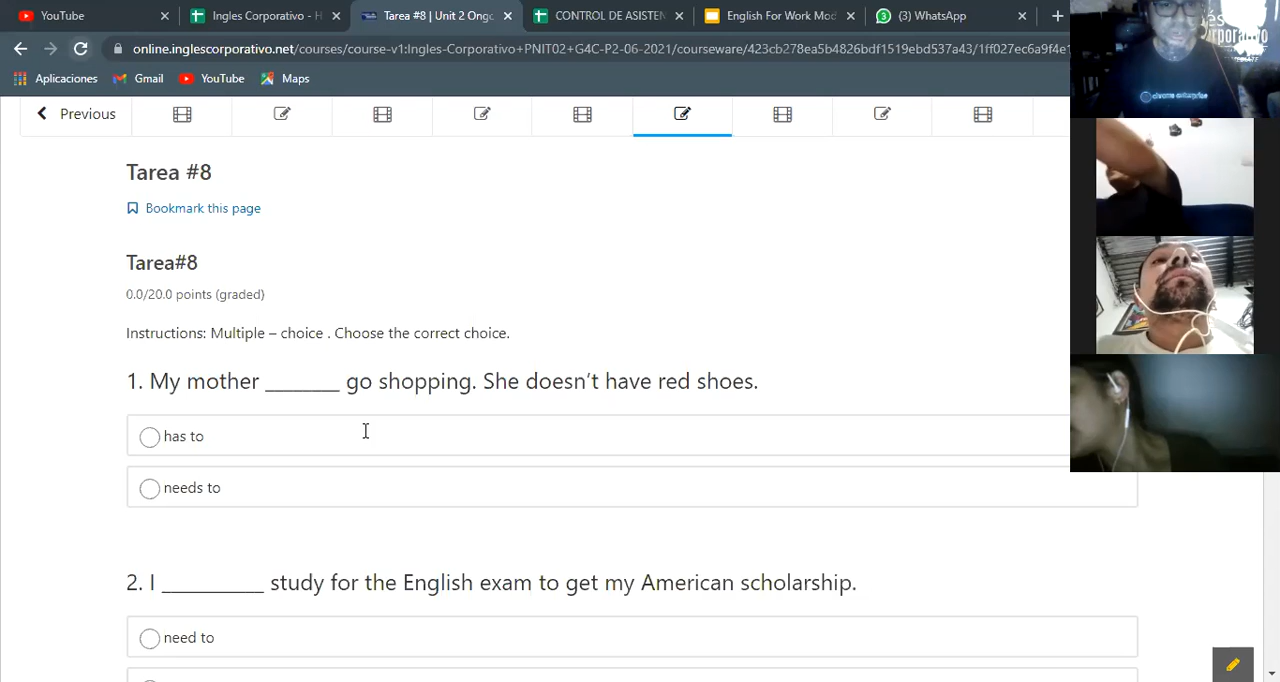 YouTube
Ingles Corporativo - H
Tarea #8 | Unit 2 Ongo
CONTROL DE ASISTEN
English For Work Mod
(3) WhatsApp
online.inglescorporativo.net/courses/course-v1:Ingles-Corporativo+PNIT02+G4C-P2-06-2021/courseware/423cb278ea5b4826bdf1519ebd537a43/1ff027ec6a9f4e1
Aplicaciones
Gmail
YouTube
Maps
Previous
Tarea #8
Bookmark this page
Tarea#8
0.0/20.0 points (graded)
Instructions: Multiple – choice . Choose the correct choice.
1. My mother ________ go shopping. She doesn’t have red shoes.
has to
needs to
2. I __________ study for the English exam to get my American scholarship.
need to
chrome enterprise